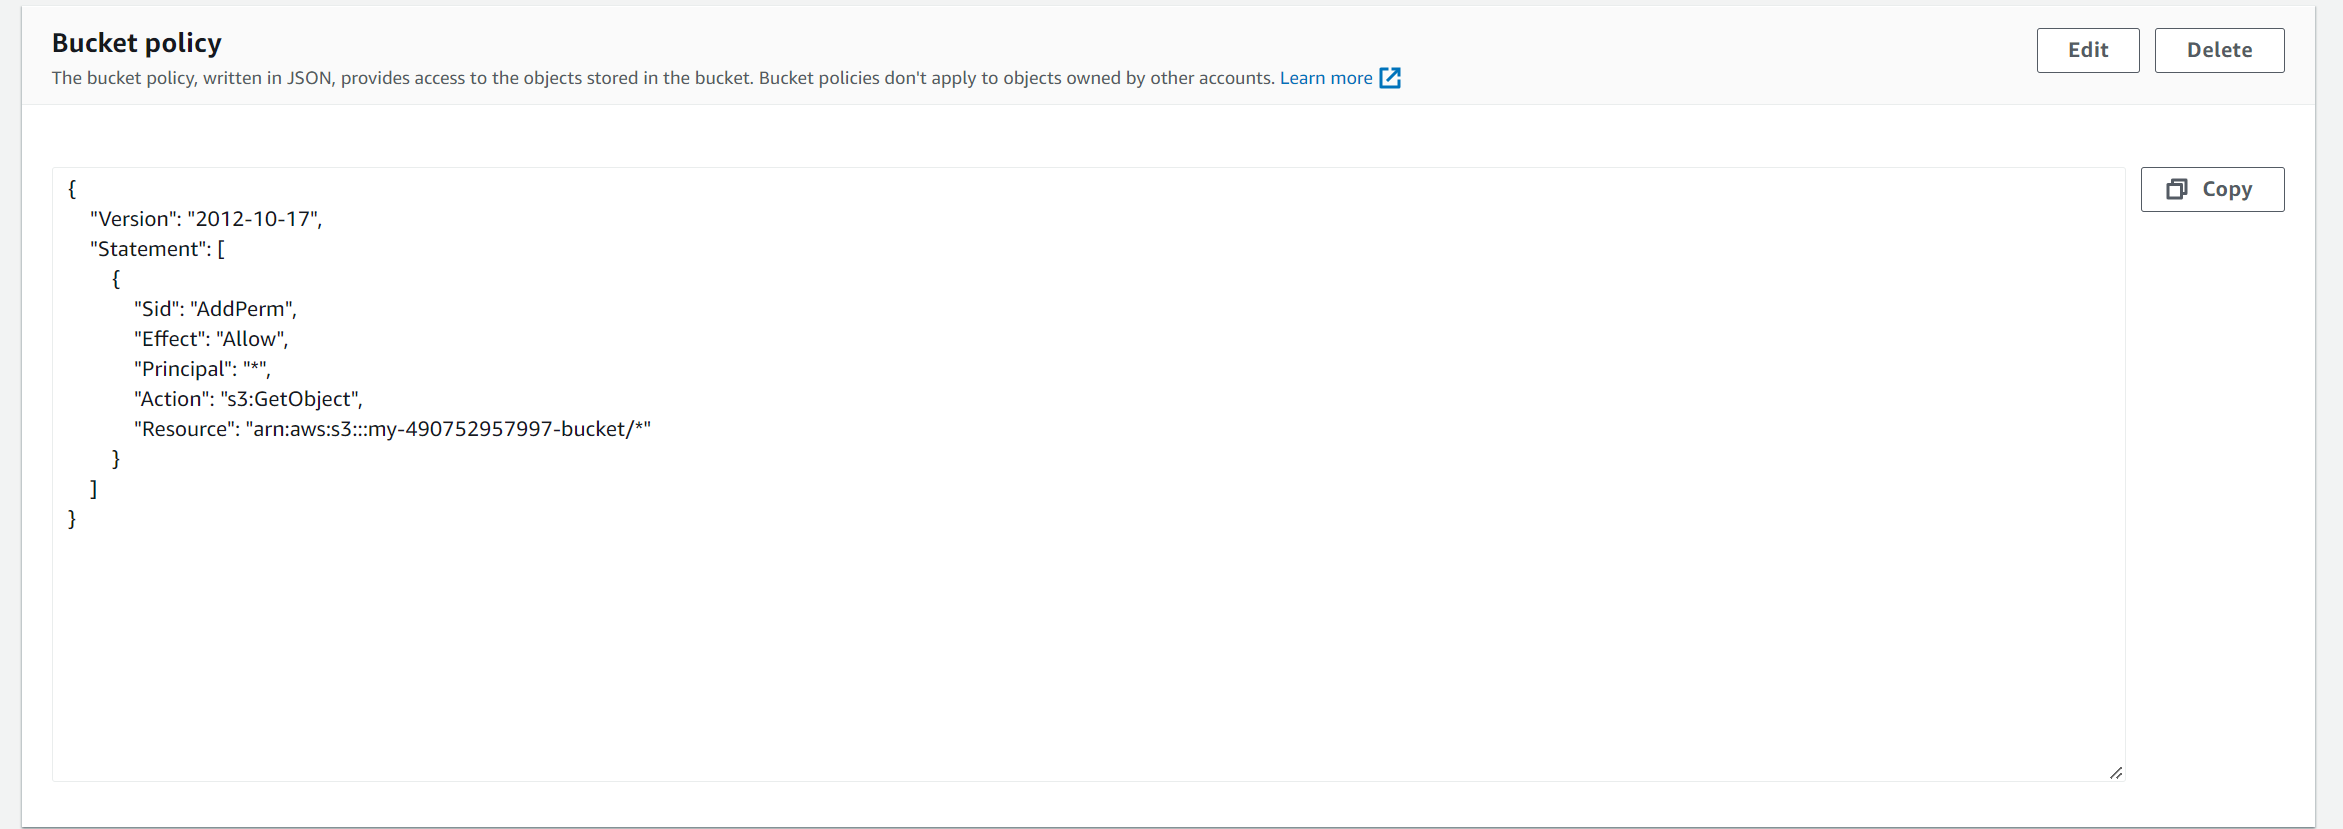 Bucket policy
Edit
Delete
The bucket policy, written in JSON, provides access to the objects stored in the bucket. Bucket policies don't apply to objects owned by other accounts. Learn more
Copy
{
"Version": "2012-10-17",
"Statement": [
{
"Sid": "AddPerm",
"Effect": "Allow",
"Principal": "*",
"Action": "s3:GetObject",
"Resource": "arn:aws:s3:::my-490752957997-bucket/*"
}
]
}